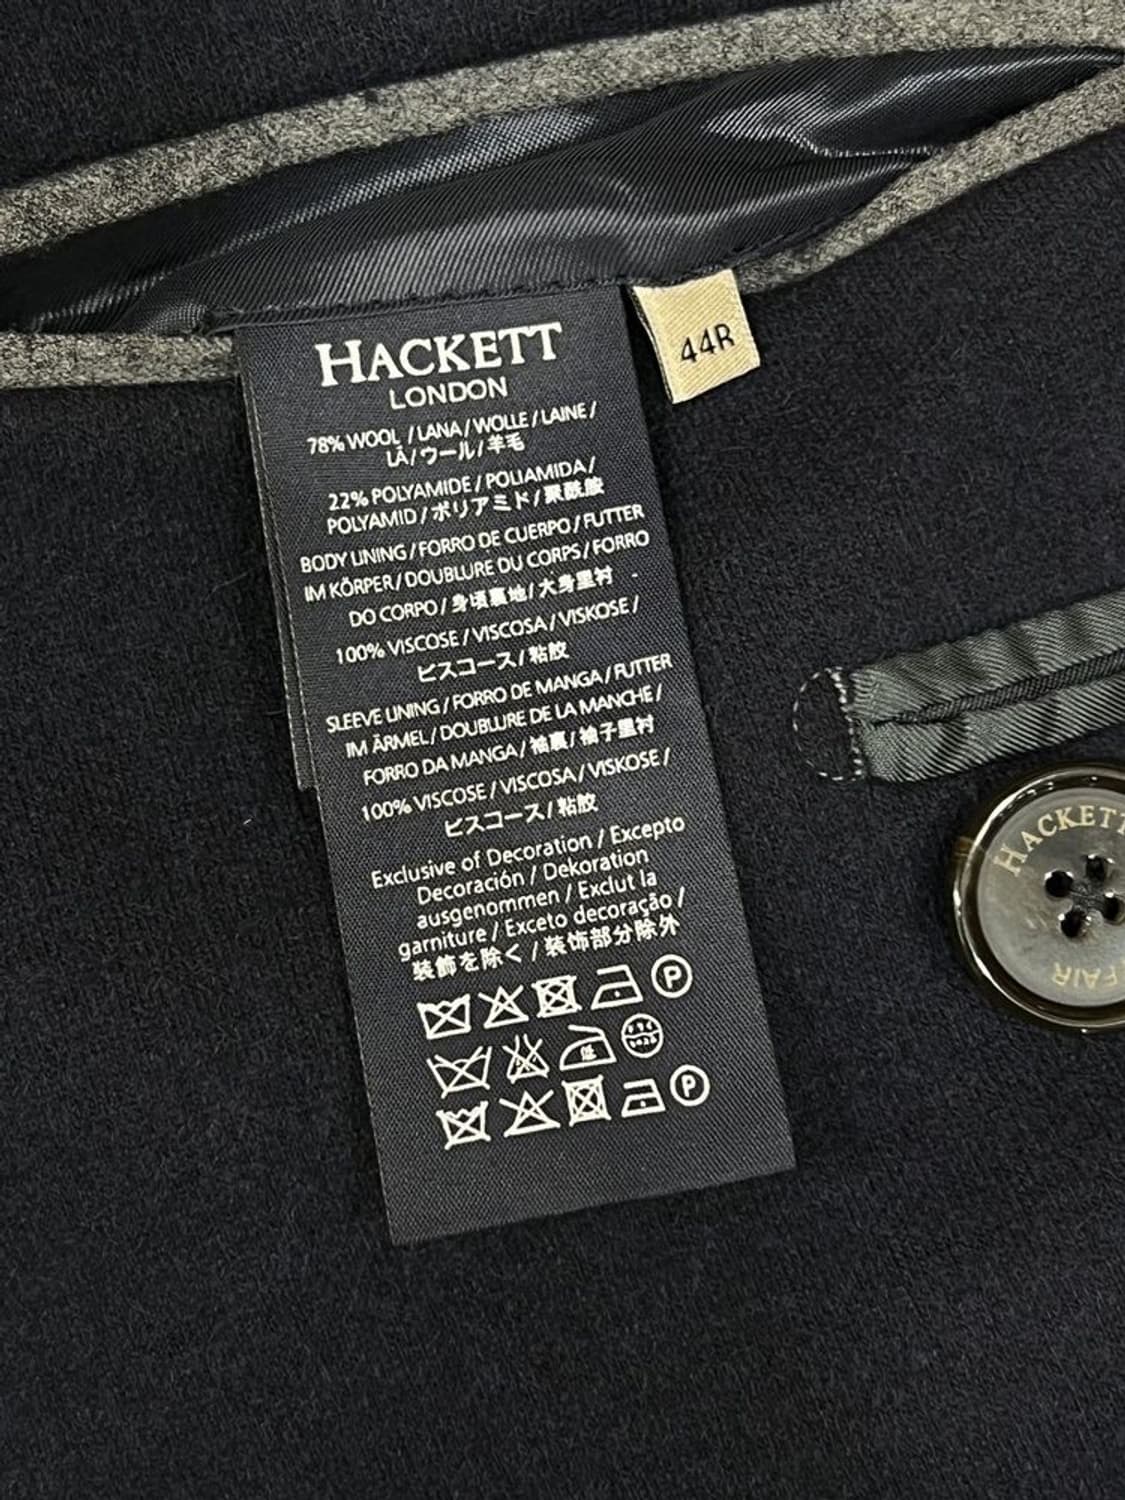 HACKETT
LONDON
44R
78% WOOL / LANA / WOLLE / LAINE /
LÃ / ウール / 羊毛
22% POLYAMIDE / POLIAMIDA /
POLYAMID / ポリアミド / 聚酰胺
BODY LINING / FORRO DE CUERPO / FUTTER
IM KÖRPER / DOUBLURE DU CORPS / FORRO
DO CORPO / 身頃裏地 / 大身里衬
100% VISCOSE / VISCOSA / VISKOSE /
ビスコース / 粘胶
SLEEVE LINING / FORRO DE MANGA / FUTTER
IM ÄRMEL / DOUBLURE DE LA MANCHE /
FORRO DA MANGA / 袖裏 / 袖子里衬
100% VISCOSE / VISCOSA / VISKOSE /
ビスコース / 粘胶
Exclusive of Decoration / Excepto
Decoración / Dekoration
ausgenommen / Exclut la
garniture / Exceto decoração /
装飾を除く / 装饰部分除外
P
低
P
HACKETT